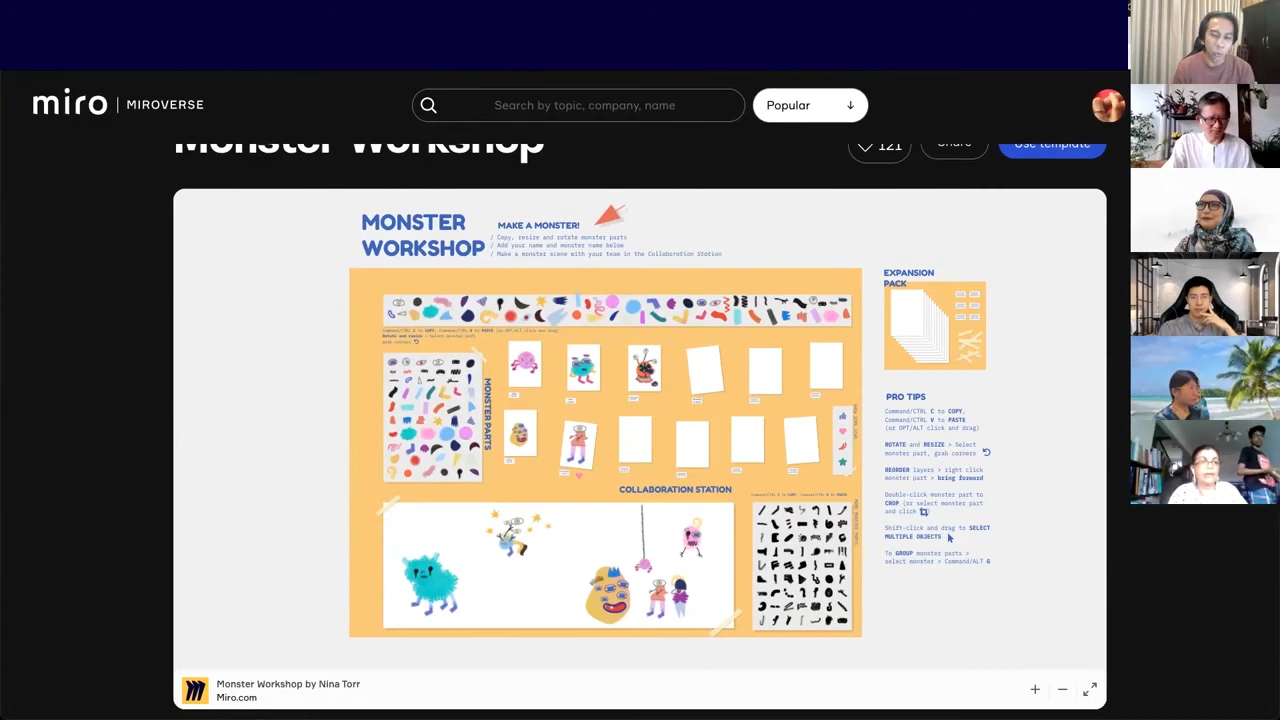 miro | MIROVERSE
Search by topic, company, name
Popular
Monster Workshop
121
Share
Use template
MONSTER
WORKSHOP
MAKE A MONSTER!
/ Copy, resize and rotate monster parts
/ Add your name and monster name below
/ Make a monster scene with your team in the Collaboration Station
EXPANSION
PACK
MONSTER PARTS
COLLABORATION STATION
PRO TIPS
Command/CTRL C to COPY,
Command/CTRL V to PASTE
(or OPT/ALT click and drag)
ROTATE and RESIZE > Select
monster part, grab corners
REORDER layers > right click
monster part > bring forward
Double-click monster part to
CROP (or select monster part
and click )
Shift-click and drag to SELECT
MULTIPLE OBJECTS
To GROUP monster parts >
select monster > Command/ALT G
Monster Workshop by Nina Torr
Miro.com